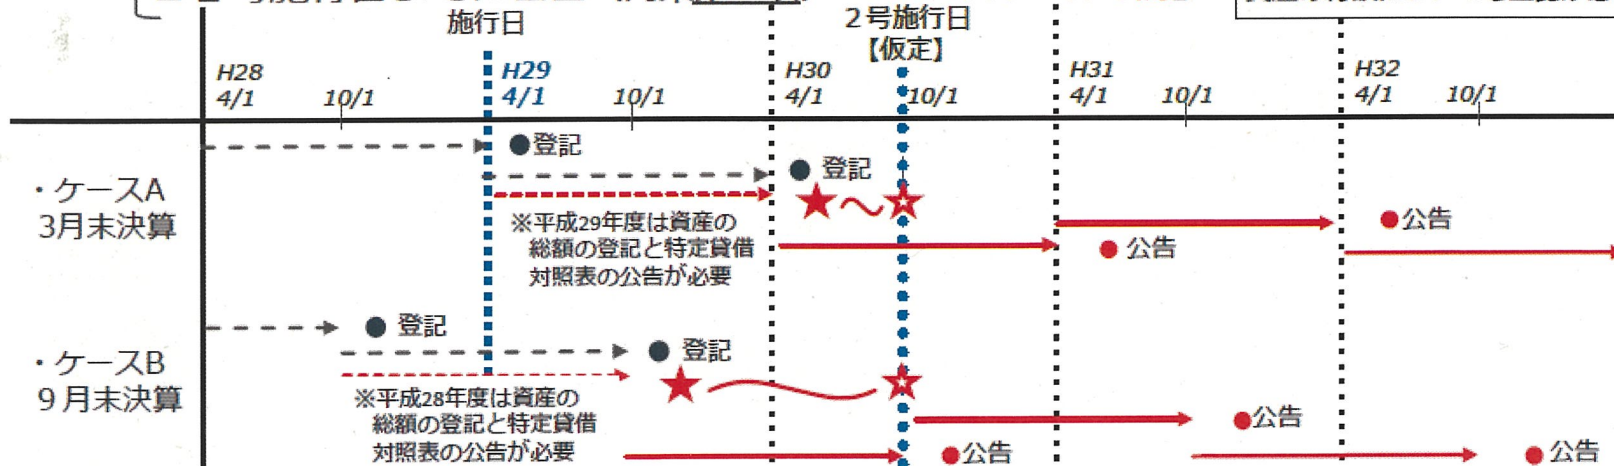 施行日
2号施行日
【仮定】
H28
4/1
10/1
H29
4/1
10/1
H30
4/1
10/1
H31
4/1
10/1
H32
4/1
10/1
・ケースA
3月末決算
登記
登記
※平成29年度は資産の
総額の登記と特定貸借
対照表の公告が必要
公告
公告
・ケースB
9月末決算
登記
登記
※平成28年度は資産の
総額の登記と特定貸借
対照表の公告が必要
公告
公告
公告